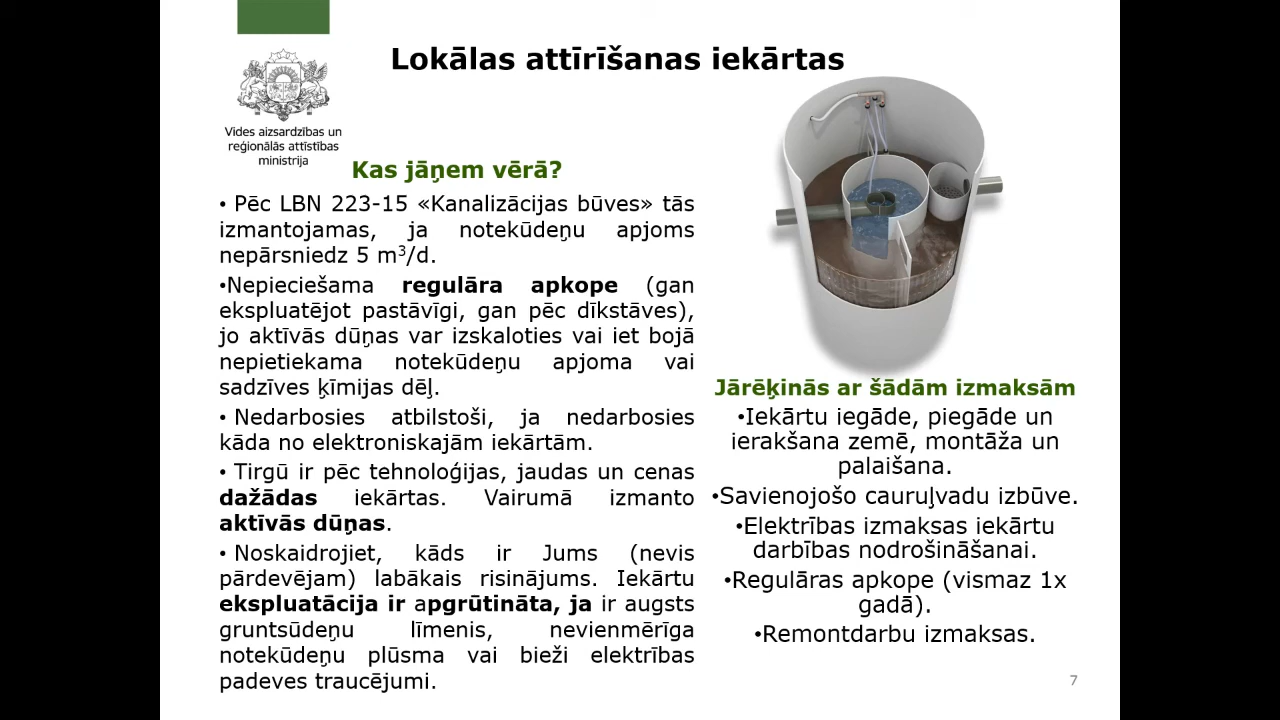 Lokālas attīrīšanas iekārtas
Vides aizsardzības un
reģionālās attīstības
ministrija
Kas jāņem vērā?
• Pēc LBN 223-15 «Kanalizācijas būves» tās
izmantojamas, ja notekūdeņu apjoms
nepārsniedz 5 m³/d.
•Nepieciešama regulāra apkope (gan
ekspluatējot pastāvīgi, gan pēc dīkstāves),
jo aktīvās dūņas var izskaloties vai iet bojā
nepietiekama notekūdeņu apjoma vai
sadzīves ķīmijas dēļ.
• Nedarbosies atbilstoši, ja nedarbosies
kāda no elektroniskajām iekārtām.
• Tirgū ir pēc tehnoloģijas, jaudas un cenas
dažādas iekārtas. Vairumā izmanto
aktīvās dūņas.
• Noskaidrojiet, kāds ir Jums (nevis
pārdevējam) labākais risinājums. Iekārtu
ekspluatācija ir apgrūtināta, ja ir augsts
gruntsūdeņu līmenis, nevienmērīga
notekūdeņu plūsma vai bieži elektrības
padeves traucējumi.
Jārēķinās ar šādām izmaksām
•Iekārtu iegāde, piegāde un
ierakšana zemē, montāža un
palaišana.
•Savienojošo cauruļvadu izbūve.
•Elektrības izmaksas iekārtu
darbības nodrošināšanai.
•Regulāras apkope (vismaz 1x
gadā).
•Remontdarbu izmaksas.
7